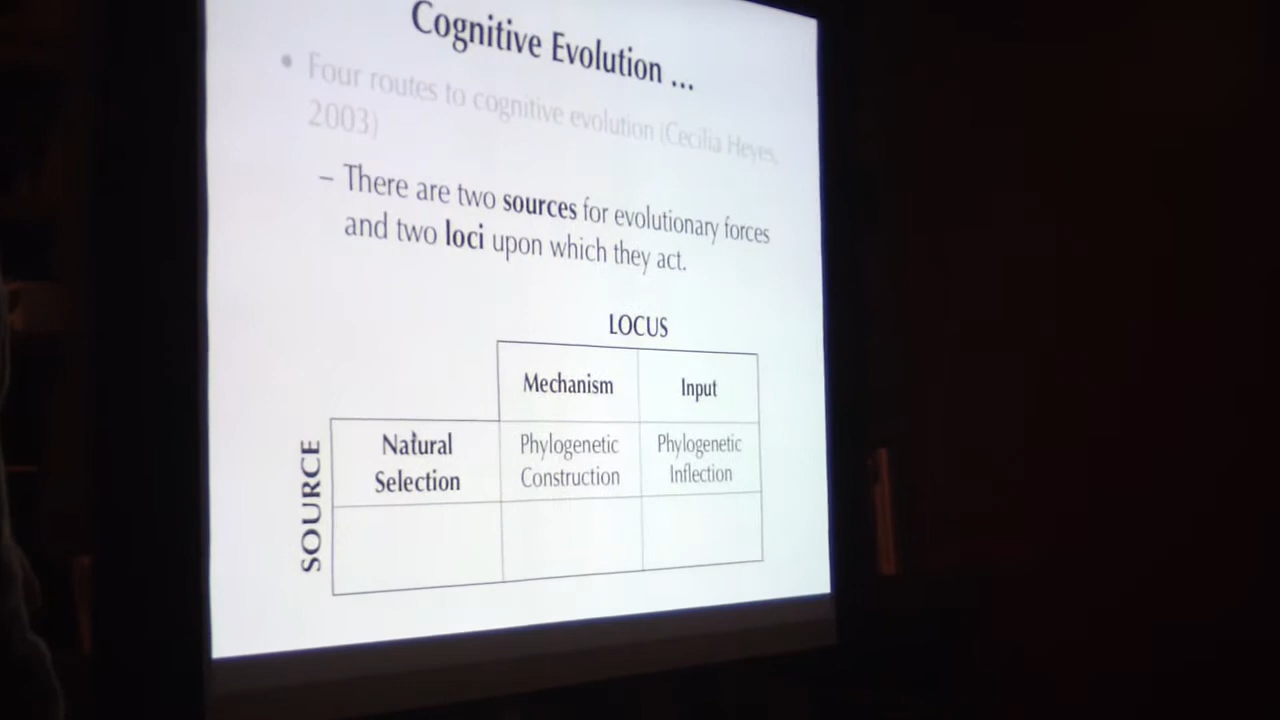 Cognitive Evolution ...
• Four routes to cognitive evolution (Cecilia Heyes,
2003)
– There are two sources for evolutionary forces
and two loci upon which they act.
LOCUS
Mechanism Input
SOURCE
Natural Phylogenetic Phylogenetic
Selection Construction Inflection